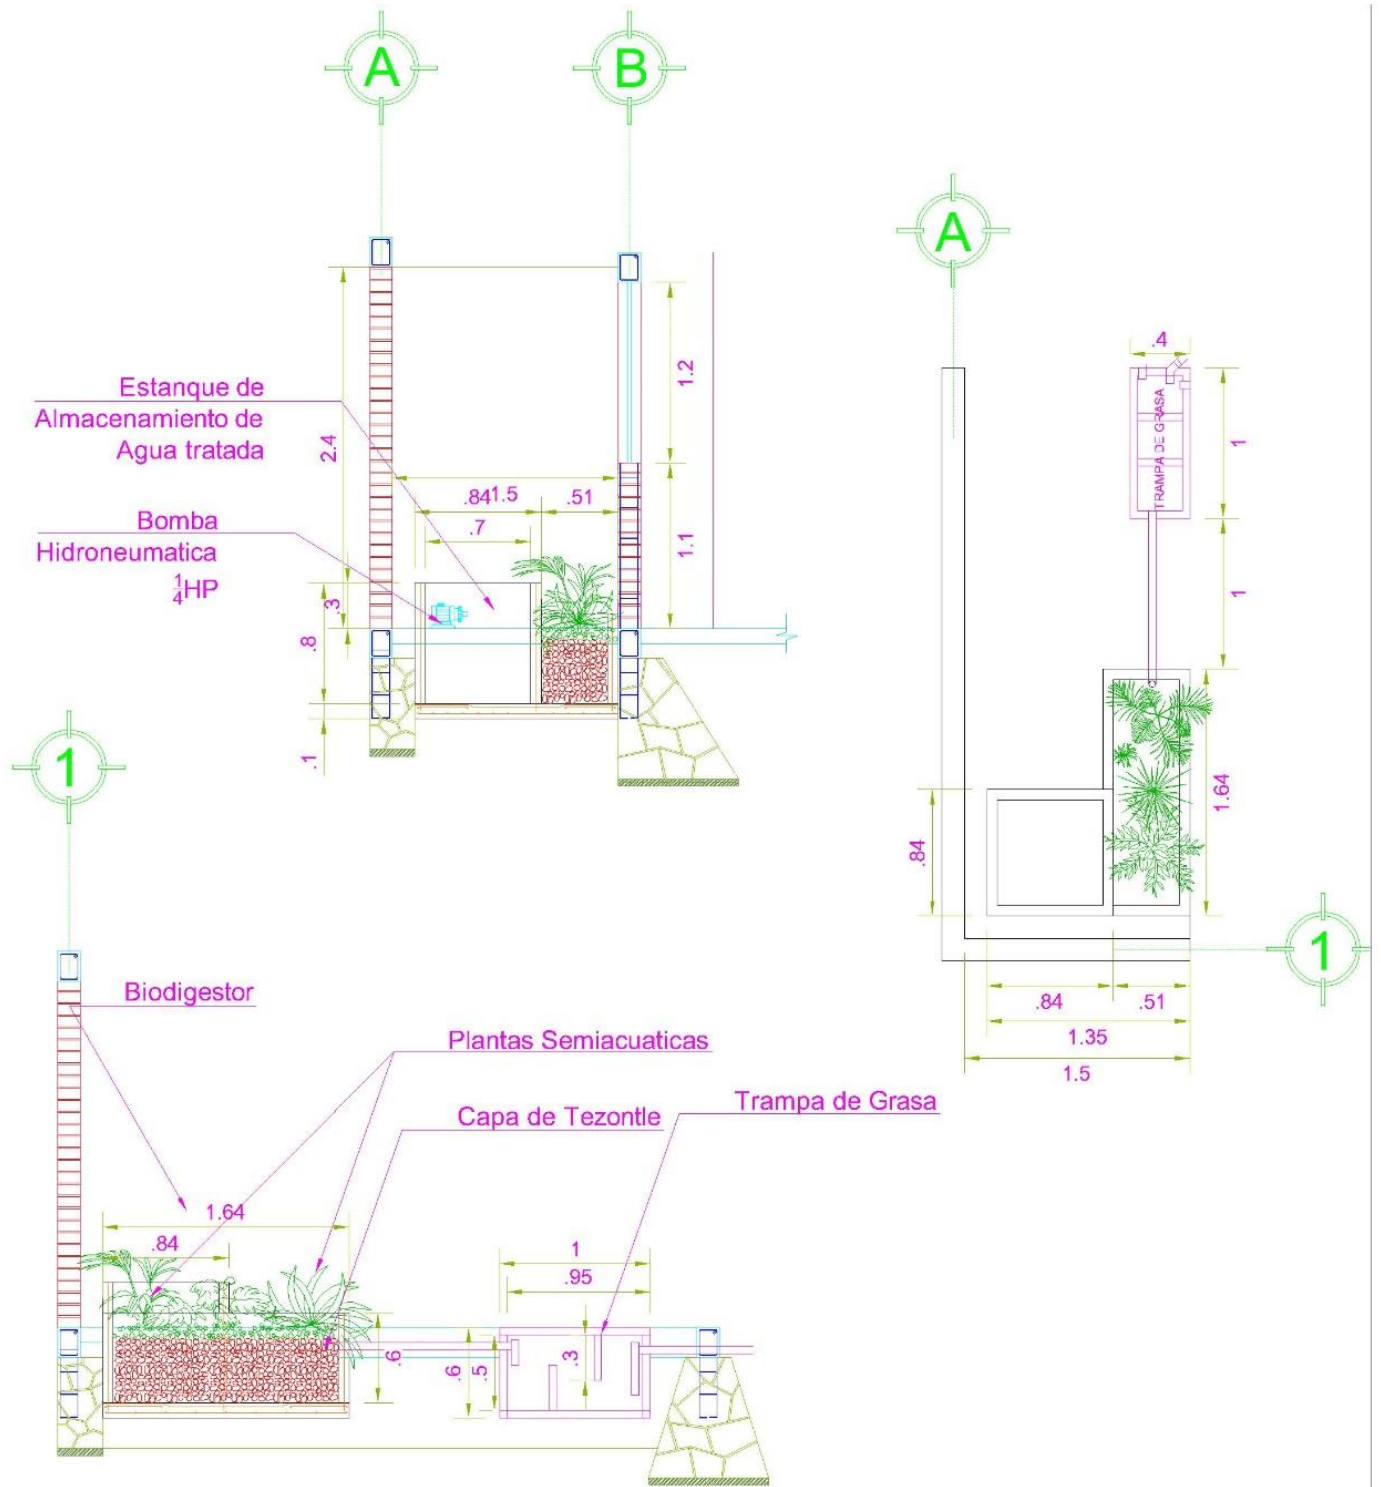 A
B
Estanque de
Almacenamiento de
Agua tratada
Bomba
Hidroneumatica
1/4HP
2.4
.3
.8
.1
.84
1.5
.51
.7
1.2
1.1
A
.4
TRAMPA DE GRASA
1
1
1.64
.84
1
.84
.51
1.35
1.5
1
Biodigestor
Plantas Semiacuaticas
Capa de Tezontle
Trampa de Grasa
1.64
.84
1
.95
.6
.6
.5
.3